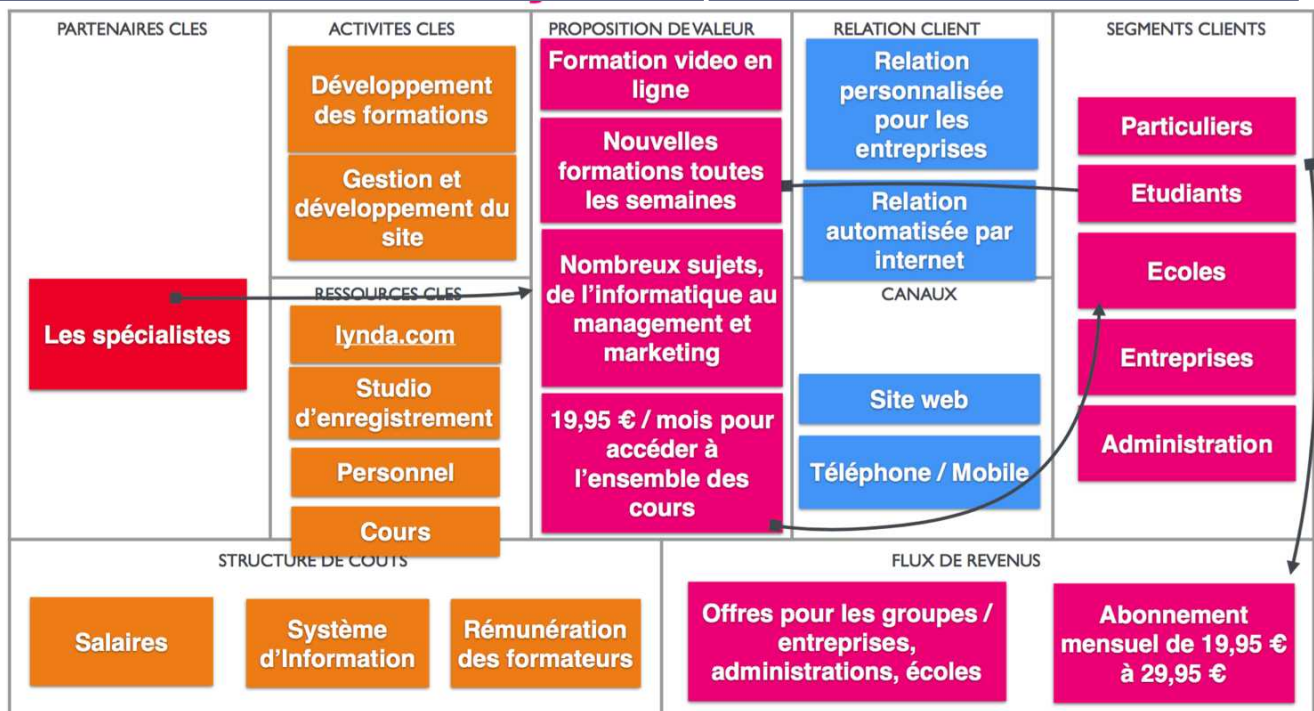 PARTENAIRES CLES
Les spécialistes
ACTIVITES CLES
Développement
des formations
Gestion et
développement du
site
RESSOURCES CLES
lynda.com
Studio
d'enregistrement
Personnel
Cours
PROPOSITION DE VALEUR
Formation video en
ligne
Nouvelles
formations toutes
les semaines
Nombreux sujets,
de l'informatique au
management et
marketing
19,95 € / mois pour
accéder à
l'ensemble des
cours
RELATION CLIENT
Relation
personnalisée
pour les
entreprises
Relation
automatisée par
internet
CANAUX
Site web
Téléphone / Mobile
SEGMENTS CLIENTS
Particuliers
Etudiants
Ecoles
Entreprises
Administration
STRUCTURE DE COUTS
Salaires
Système
d'Information
Rémunération
des formateurs
FLUX DE REVENUS
Offres pour les groupes /
entreprises,
administrations, écoles
Abonnement
mensuel de 19,95 €
à 29,95 €